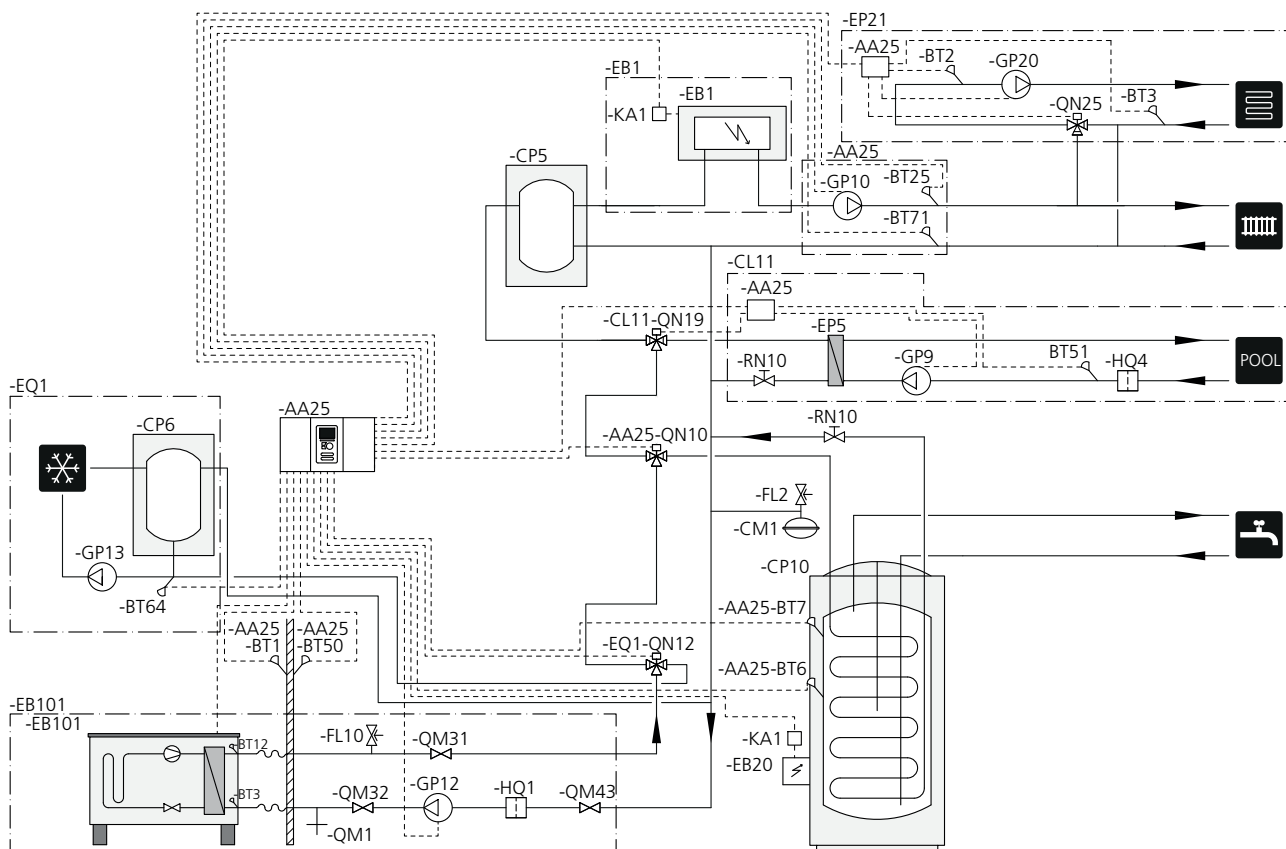 -EP21
-AA25
-BT2
-GP20
-QN25
-BT3
-EB1
-EB1
-KA1
-CP5
-AA25
-GP10
-BT25
-BT71
-CL11
-AA25
-CL11-QN19
-EP5
-RN10
-GP9
BT51
-HQ4
POOL
-EQ1
-CP6
-AA25
-RN10
-AA25-QN10
-FL2
-CM1
-GP13
-BT64
-CP10
-AA25-BT7
-AA25
-BT1
-AA25
-BT50
-EQ1-QN12
-AA25-BT6
-EB101
-EB101
-BT12
-FL10
-QM31
-KA1
-EB20
-BT3
-QM32
-GP12
-HQ1
-QM43
-QM1